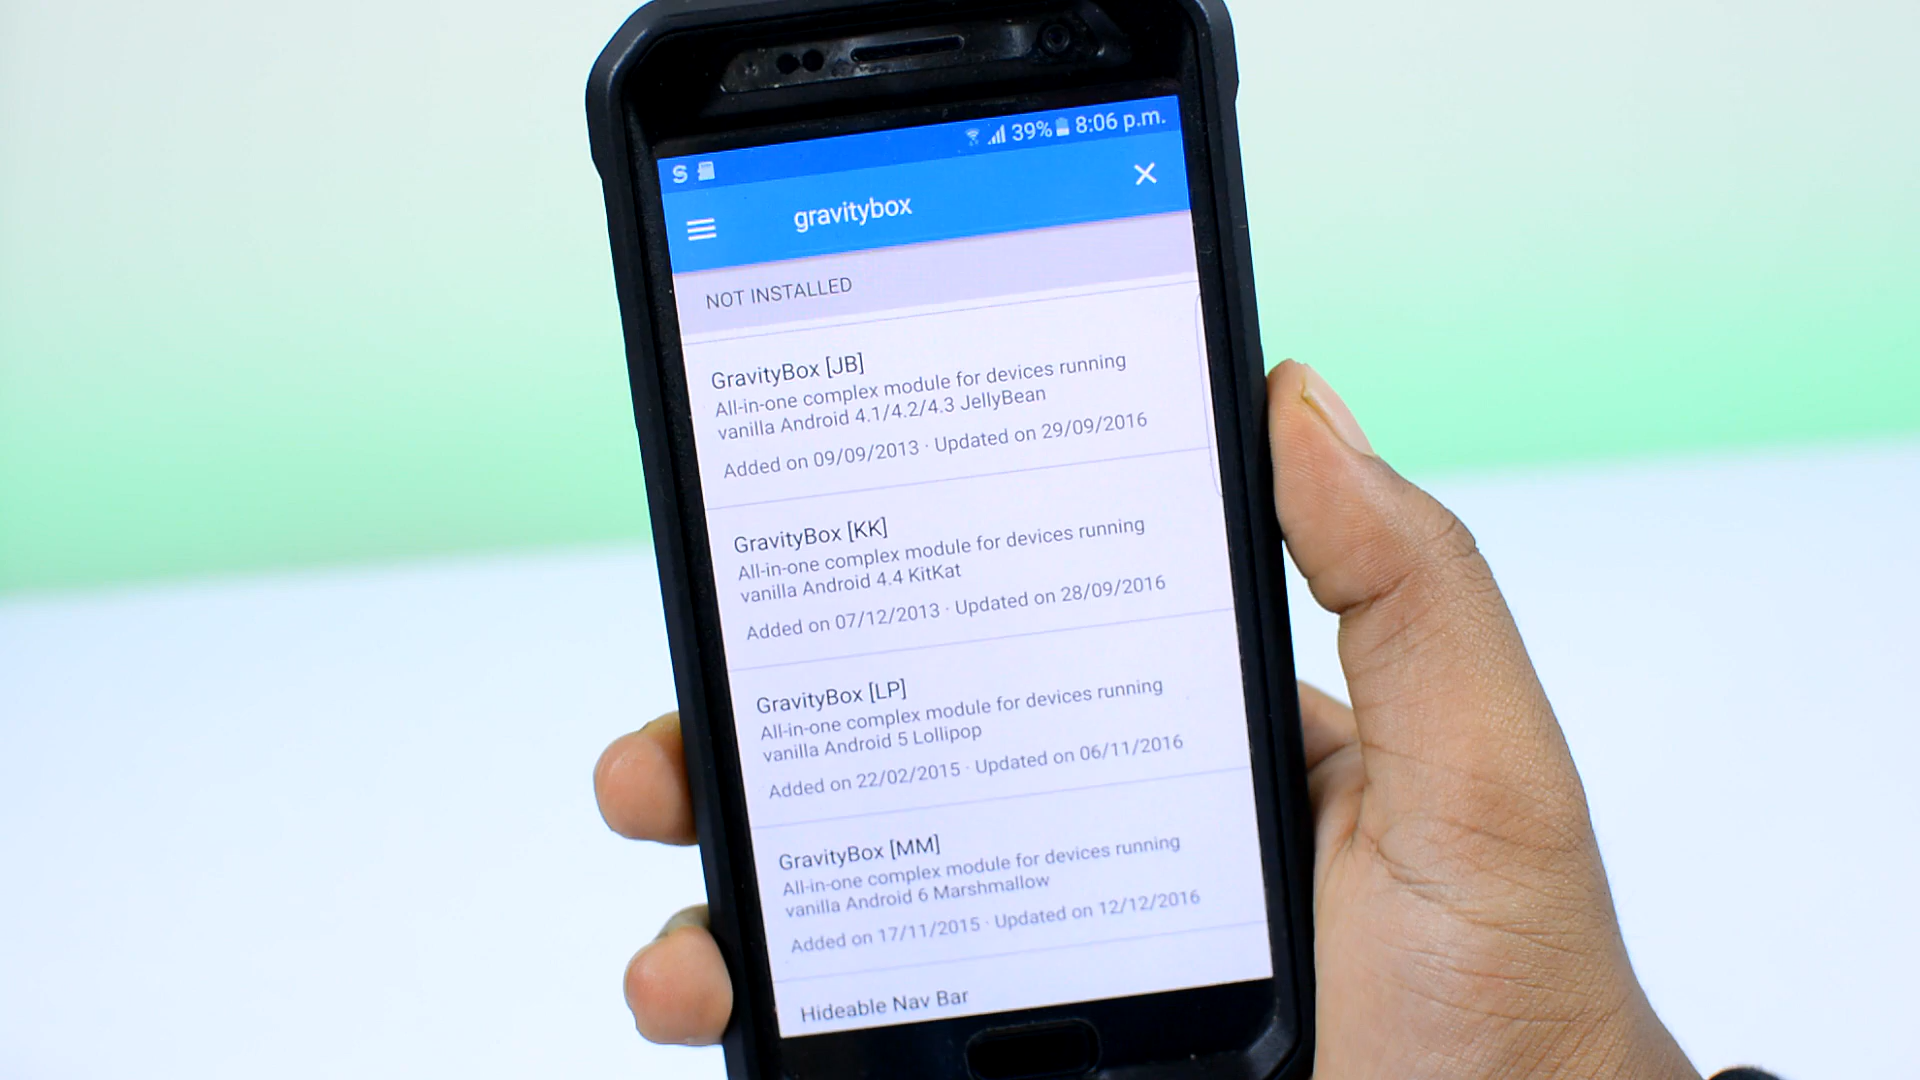 39% 8:06 p.m.
S
gravitybox
NOT INSTALLED
GravityBox [JB]
All-in-one complex module for devices running
vanilla Android 4.1/4.2/4.3 JellyBean
Added on 09/09/2013 · Updated on 29/09/2016
GravityBox [KK]
All-in-one complex module for devices running
vanilla Android 4.4 KitKat
Added on 07/12/2013 · Updated on 28/09/2016
GravityBox [LP]
All-in-one complex module for devices running
vanilla Android 5 Lollipop
Added on 22/02/2015 · Updated on 06/11/2016
GravityBox [MM]
All-in-one complex module for devices running
vanilla Android 6 Marshmallow
Added on 17/11/2015 · Updated on 12/12/2016
Hideable Nav Bar